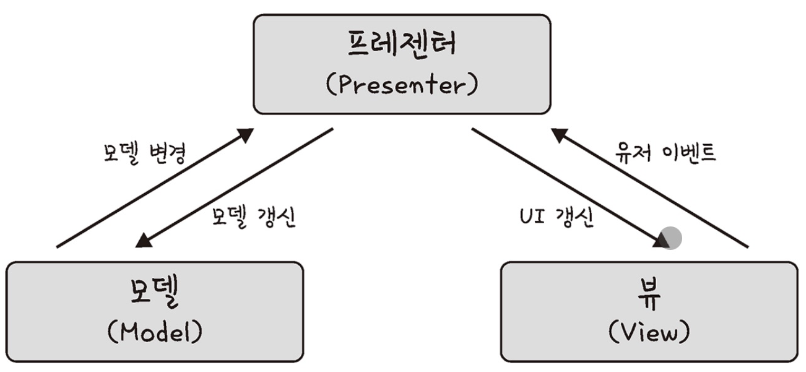 프레젠터
(Presenter)
모델 변경
유저 이벤트
모델 갱신
UI 갱신
모델
(Model)
뷰
(View)